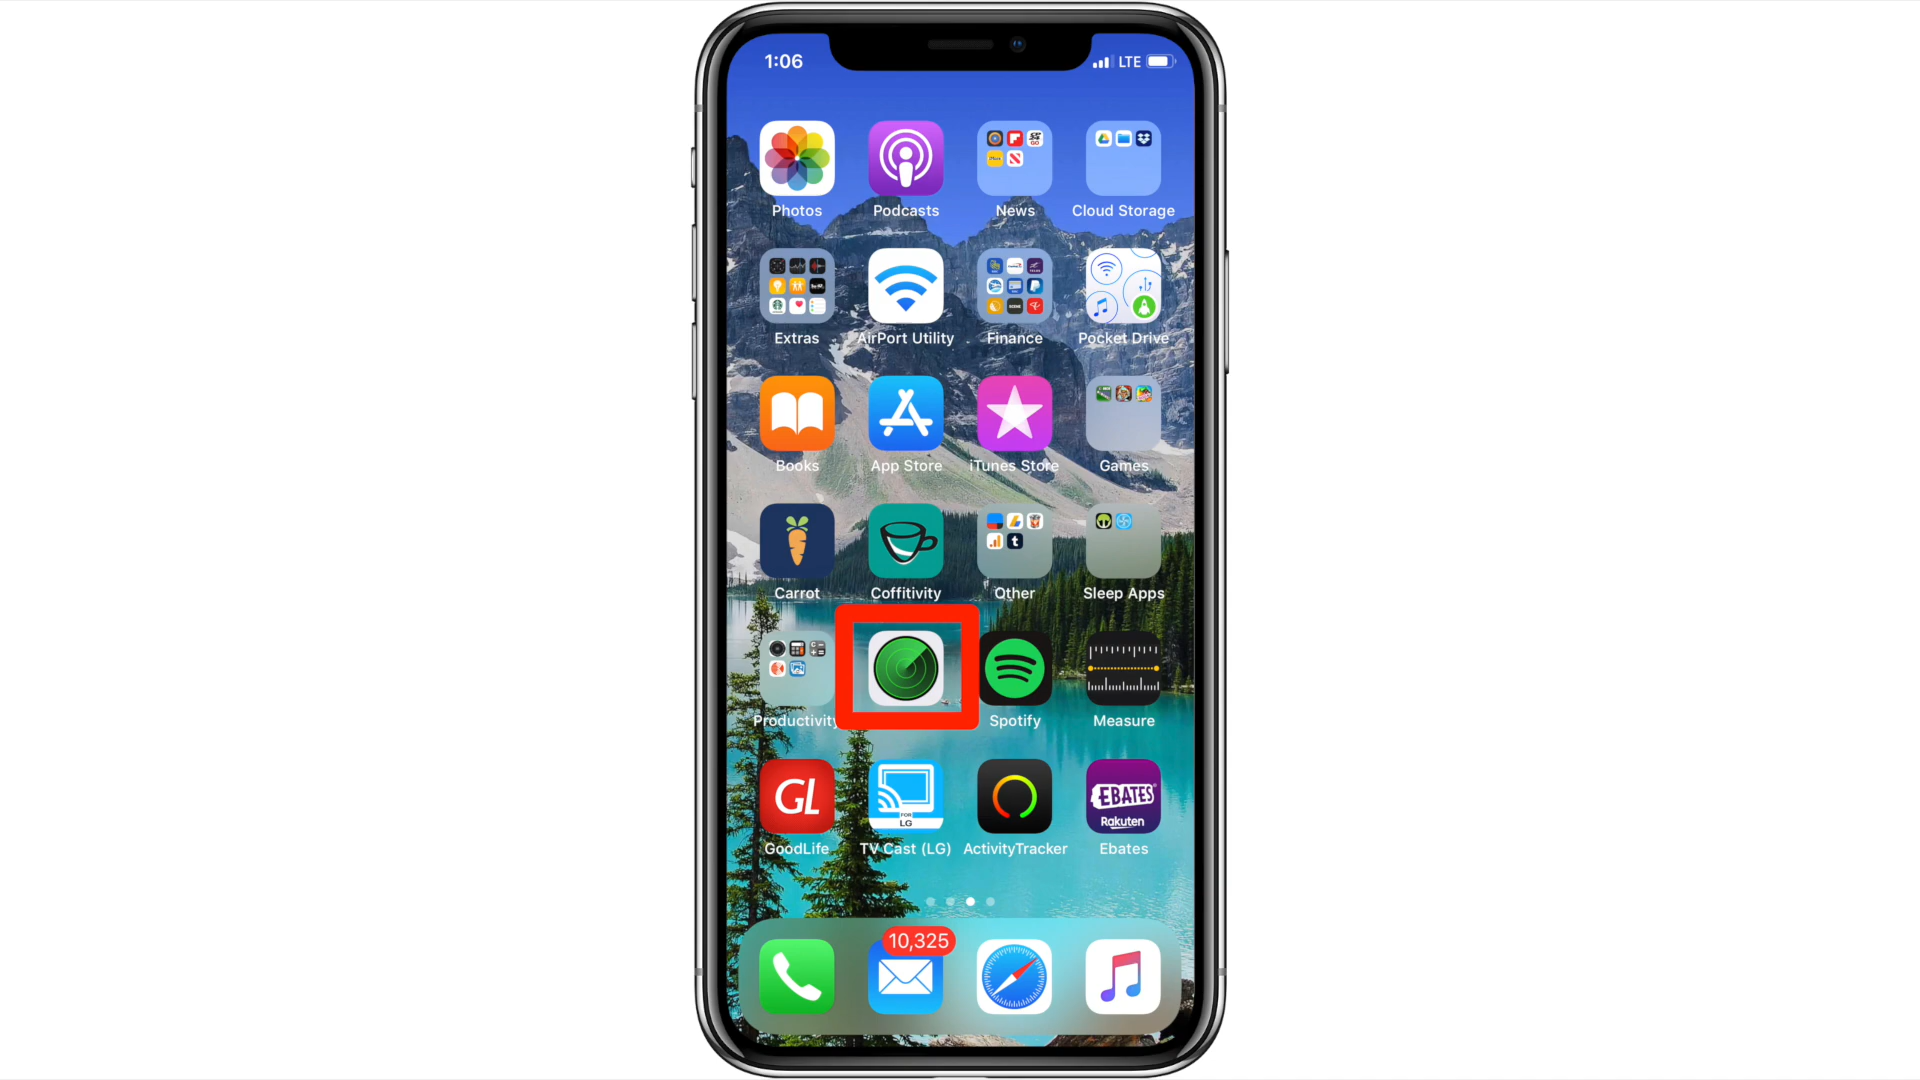 1:06
LTE
Photos
Podcasts
News
Cloud Storage
Extras
AirPort Utility
Finance
Pocket Drive
Books
App Store
iTunes Store
Games
Carrot
Coffitivity
Other
Sleep Apps
Productivity
Spotify
Measure
GL
FOR
LG
EBATES
Rakuten
GoodLife
TV Cast (LG)
ActivityTracker
Ebates
10,325